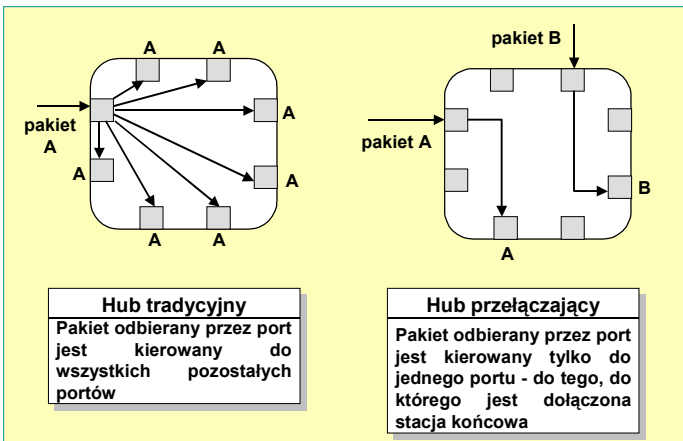 A
A
pakiet
A
A
A
A
A
A
pakiet B
pakiet A
B
A
Hub tradycyjny
Pakiet odbierany przez port
jest kierowany do
wszystkich pozostałych
portów
Hub przełączający
Pakiet odbierany przez port
jest kierowany tylko do
jednego portu - do tego, do
którego jest dołączona
stacja końcowa